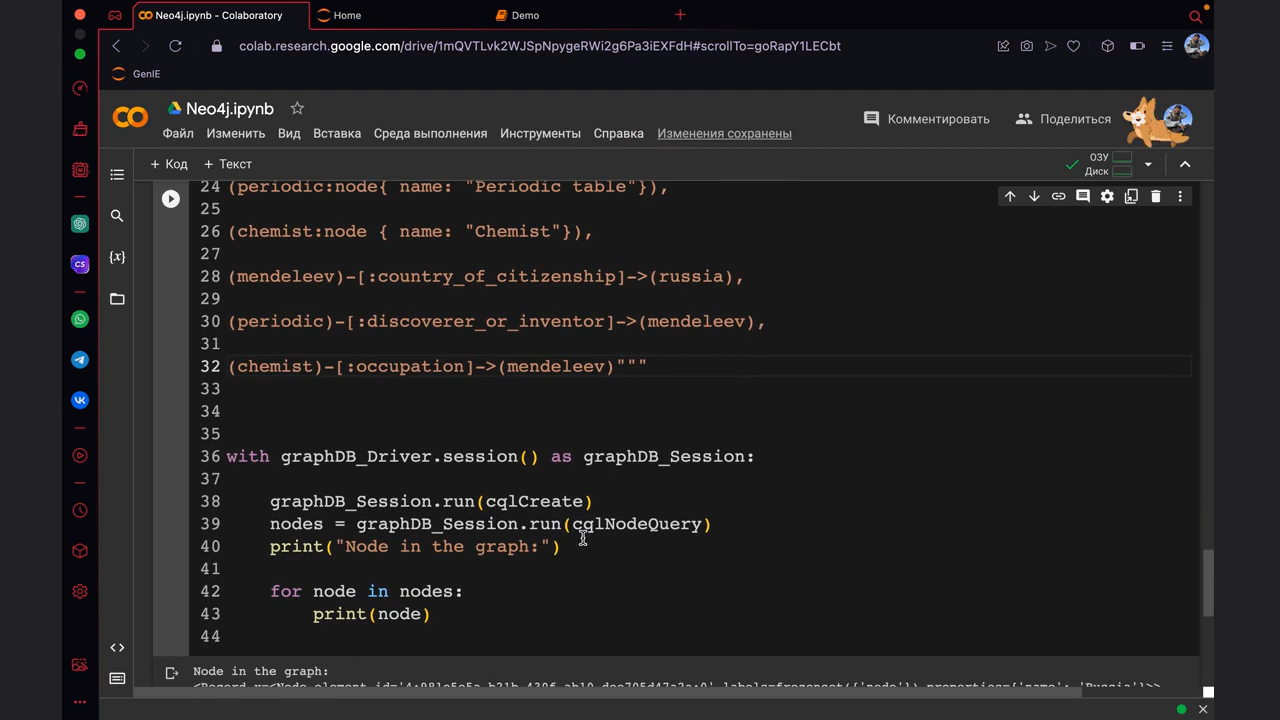 Neo4j.ipynb - Colaboratory
Home
Demo
colab.research.google.com/drive/1mQVTLvk2WJSpNpygeRWi2g6Pa3iEXFdH#scrollTo=goRapY1LECbt
GenIE
Neo4j.ipynb
Файл Изменить Вид Вставка Среда выполнения Инструменты Справка Изменения сохранены
Комментировать
Поделиться
+ Код + Текст
ОЗУ
Диск
24 (periodic:node{ name: "Periodic table"}),
25
26 (chemist:node { name: "Chemist"}),
27
28 (mendeleev)-[:country_of_citizenship]->(russia),
29
30 (periodic)-[:discoverer_or_inventor]->(mendeleev),
31
32 (chemist)-[:occupation]->(mendeleev)"""
33
34
35
36 with graphDB_Driver.session() as graphDB_Session:
37
38 graphDB_Session.run(cqlCreate)
39 nodes = graphDB_Session.run(cqlNodeQuery)
40 print("Node in the graph:")
41
42 for node in nodes:
43 print(node)
44
Node in the graph: